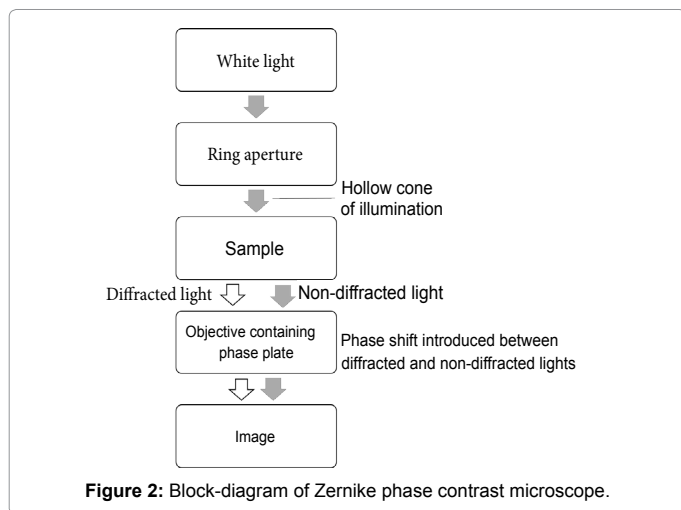 White light
Ring aperture
Hollow cone
of illumination
Sample
Diffracted light
Non-diffracted light
Objective containing
phase plate
Phase shift introduced between
diffracted and non-diffracted lights
Image
Figure 2: Block-diagram of Zernike phase contrast microscope.